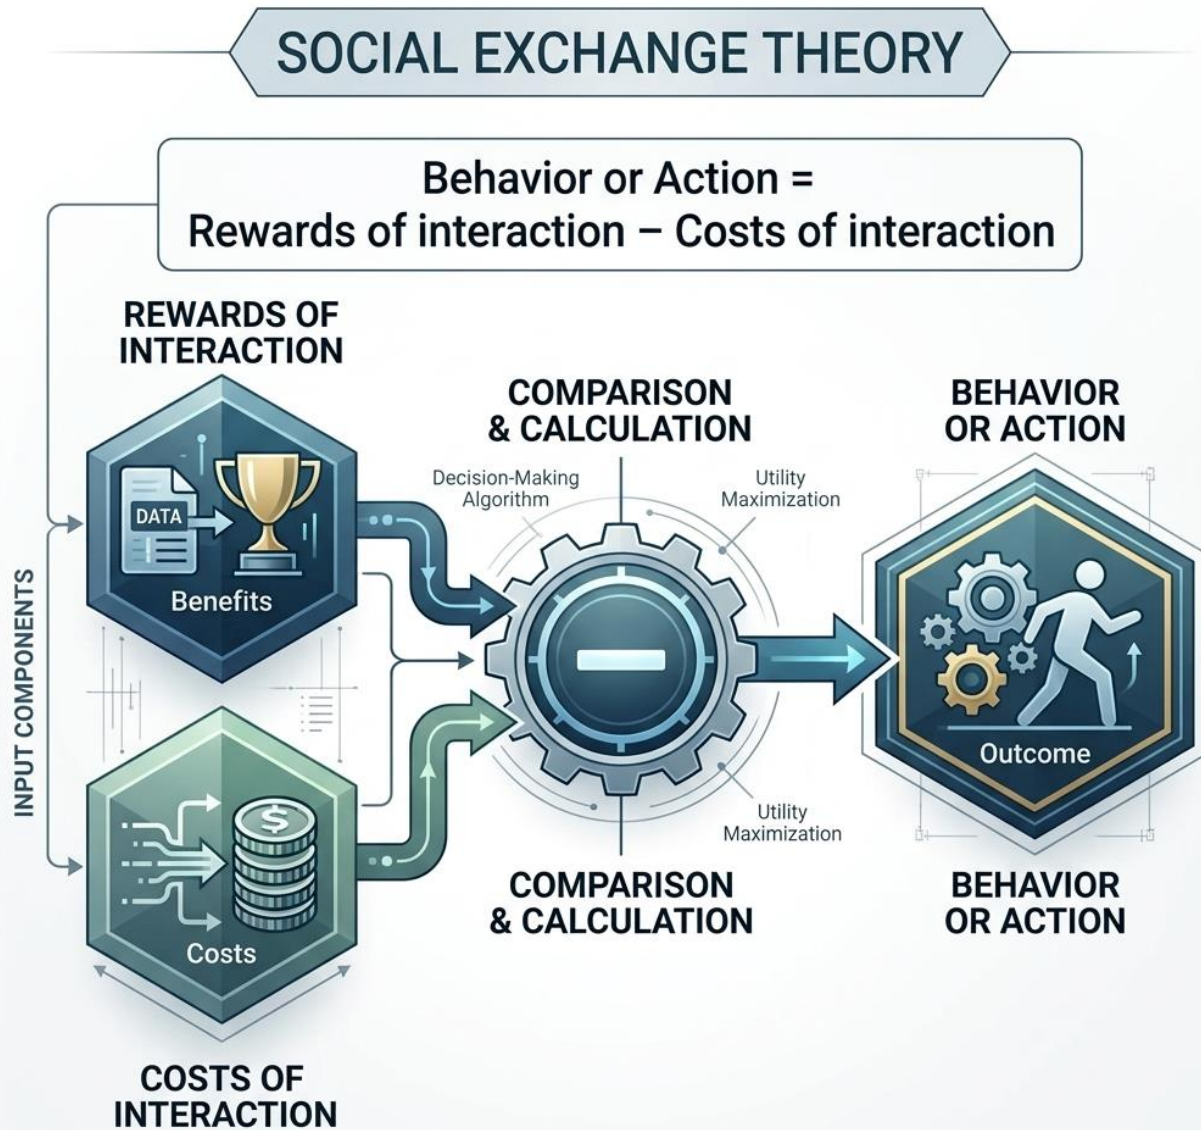 SOCIAL EXCHANGE THEORY
Behavior or Action =
Rewards of interaction – Costs of interaction
REWARDS OF
INTERACTION
DATA
Benefits
INPUT COMPONENTS
$
Costs
COSTS OF
INTERACTION
COMPARISON
& CALCULATION
Decision-Making
Algorithm
Utility
Maximization
Utility
Maximization
COMPARISON
& CALCULATION
BEHAVIOR
OR ACTION
Outcome
BEHAVIOR
OR ACTION